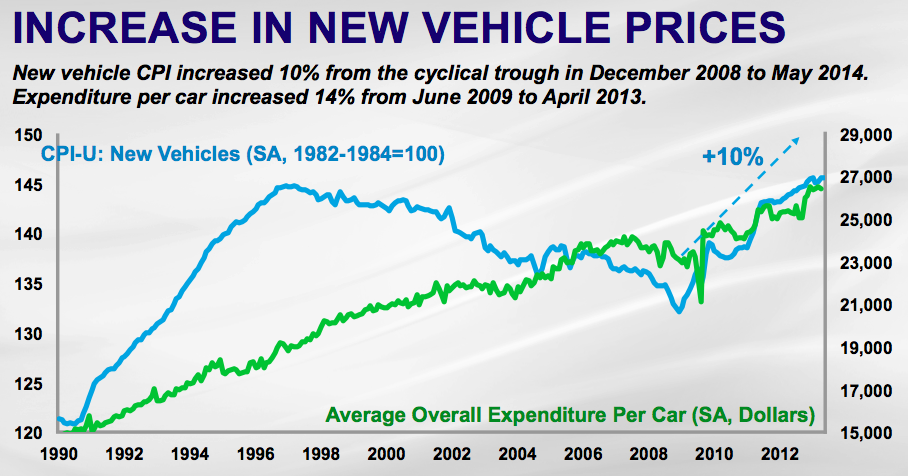 INCREASE IN NEW VEHICLE PRICES
New vehicle CPI increased 10% from the cyclical trough in December 2008 to May 2014.
Expenditure per car increased 14% from June 2009 to April 2013.
150
145
140
135
130
125
120
CPI-U: New Vehicles (SA, 1982-1984=100)
+10%
29,000
27,000
25,000
23,000
21,000
19,000
17,000
15,000
Average Overall Expenditure Per Car (SA, Dollars)
1990 1992 1994 1996 1998 2000 2002 2004 2006 2008 2010 2012